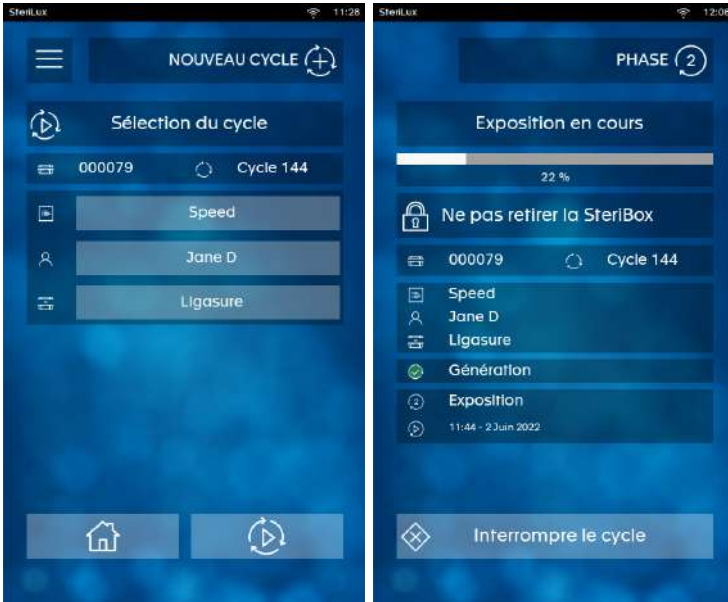 SteriLux 11:28
NOUVEAU CYCLE
Sélection du cycle
000079 Cycle 144
Speed
Jane D
Ligasure
SteriLux 12:08
PHASE 2
Exposition en cours
22 %
Ne pas retirer la SteriBox
000079 Cycle 144
Speed
Jane D
Ligasure
Génération
2 Exposition
11:44 - 2 Juin 2022
Interrompre le cycle